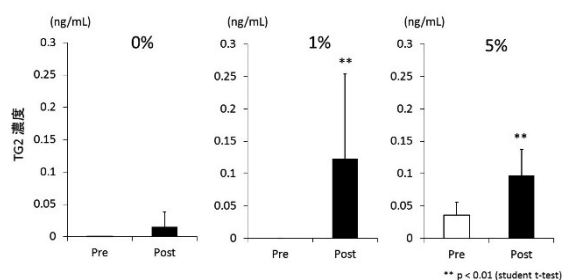 (ng/mL) (ng/mL) (ng/mL)
0% 1% 5%
0.3 0.3 0.3
0.25 0.25 0.25
** 
0.2 0.2 0.2
0.15 0.15 0.15
**
0.1 0.1 0.1
0.05 0.05 0.05
0 0 0
TG2 濃度
Pre Post Pre Post Pre Post
** p < 0.01 (student t-test)